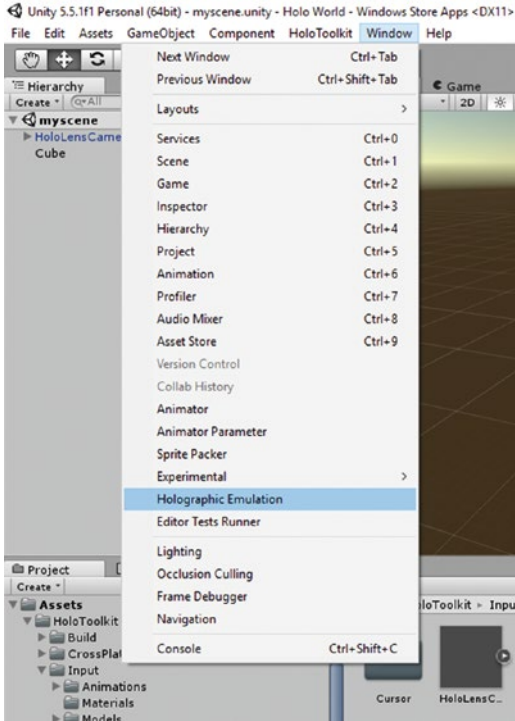 Unity 5.5.1f1 Personal (64bit) - myscene.unity - Holo World - Windows Store Apps <DX11>
File Edit Assets GameObject Component HoloToolkit Window Help
Next Window Ctrl+Tab
Previous Window Ctrl+Shift+Tab
Layouts
Services Ctrl+0
Scene Ctrl+1
Game Ctrl+2
Inspector Ctrl+3
Hierarchy Ctrl+4
Project Ctrl+5
Animation Ctrl+6
Profiler Ctrl+7
Audio Mixer Ctrl+8
Asset Store Ctrl+9
Version Control
Collab History
Animator
Animator Parameter
Sprite Packer
Experimental
Holographic Emulation
Editor Tests Runner
Lighting
Occlusion Culling
Frame Debugger
Navigation
Console Ctrl+Shift+C
Hierarchy
Create All
myscene
HoloLensCame
Cube
Game
2D
Project
Create
Assets
HoloToolkit
Build
CrossPlat
Input
Animations
Materials
Models
loToolkit Inpu
Cursor HoloLensC...